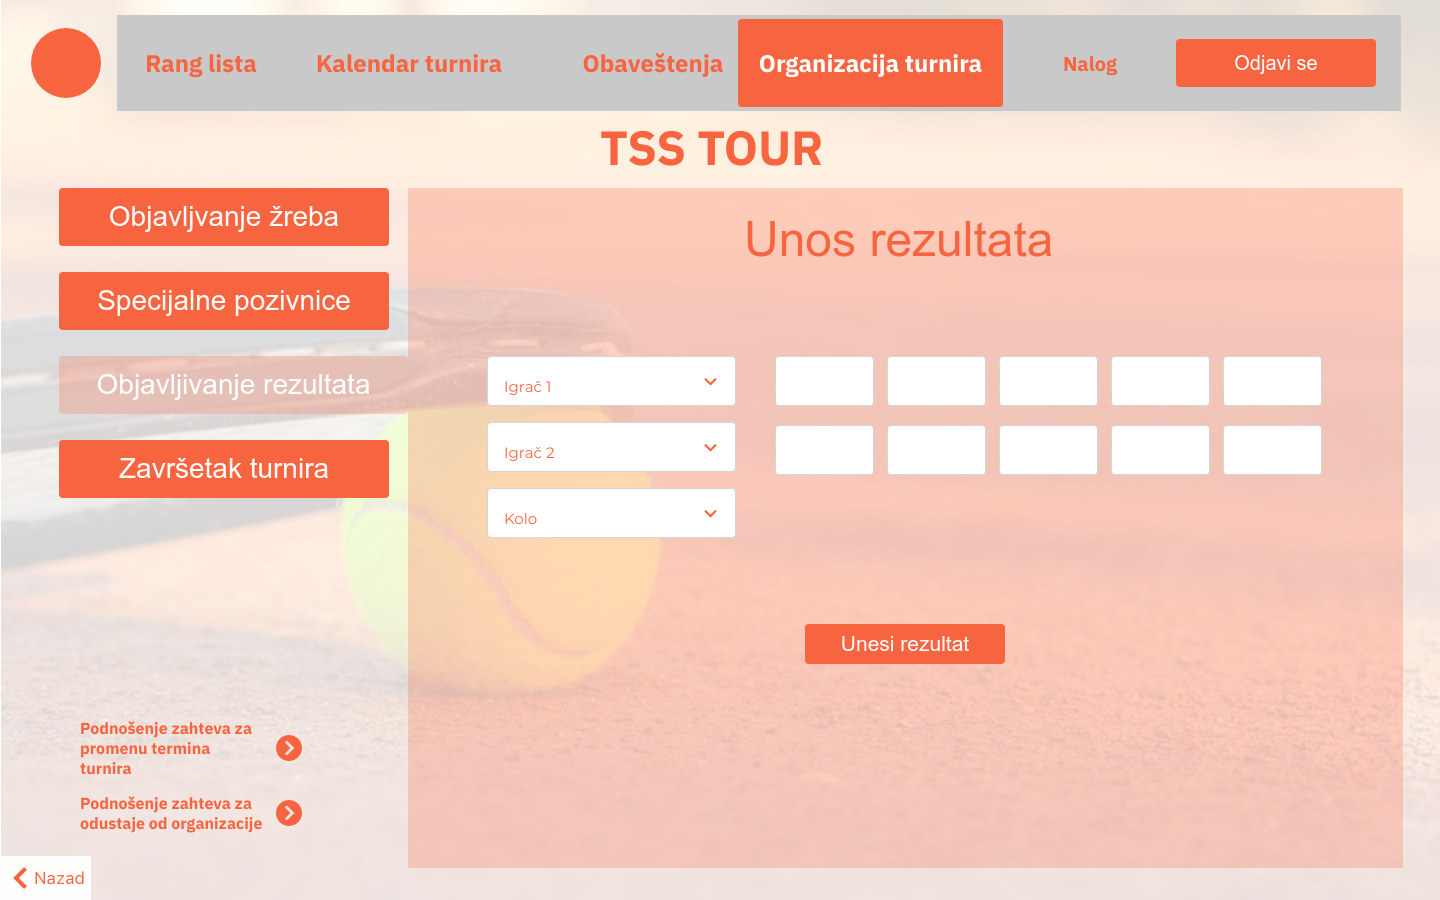 Rang lista
Kalendar turnira
Obaveštenja
Organizacija turnira
Nalog
Odjavi se
TSS TOUR
Objavljvanje žreba
Specijalne pozivnice
Objavljivanje rezultata
Završetak turnira
Unos rezultata
Igrač 1
Igrač 2
Kolo
Unesi rezultat
Podnošenje zahteva za
promenu termina
turnira
Podnošenje zahteva za
odustaje od organizacije
Nazad